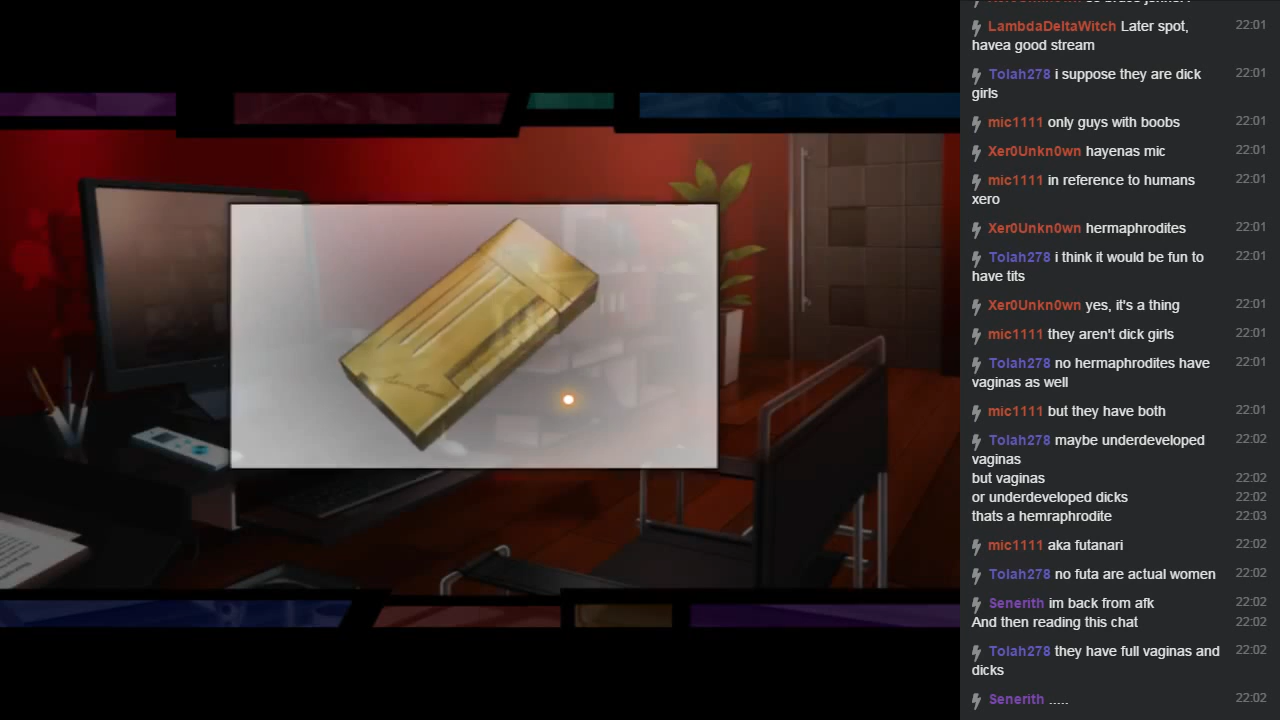 LambdaDeltaWitch Later spot, 22:01
havea good stream
Tolah278 i suppose they are dick 22:01
girls
mic1111 only guys with boobs 22:01
Xer0Unkn0wn hayenas mic 22:01
mic1111 in reference to humans 22:01
xero
Xer0Unkn0wn hermaphrodites 22:01
Tolah278 i think it would be fun to 22:01
have tits
Xer0Unkn0wn yes, it's a thing 22:01
mic1111 they aren't dick girls 22:01
Tolah278 no hermaphrodites have 22:01
vaginas as well
mic1111 but they have both 22:01
Tolah278 maybe underdeveloped 22:02
vaginas
but vaginas 22:02
or underdeveloped dicks 22:02
thats a hemraphrodite 22:03
mic1111 aka futanari 22:02
Tolah278 no futa are actual women 22:02
Senerith im back from afk 22:02
And then reading this chat 22:02
Tolah278 they have full vaginas and 22:02
dicks
Senerith ..... 22:02